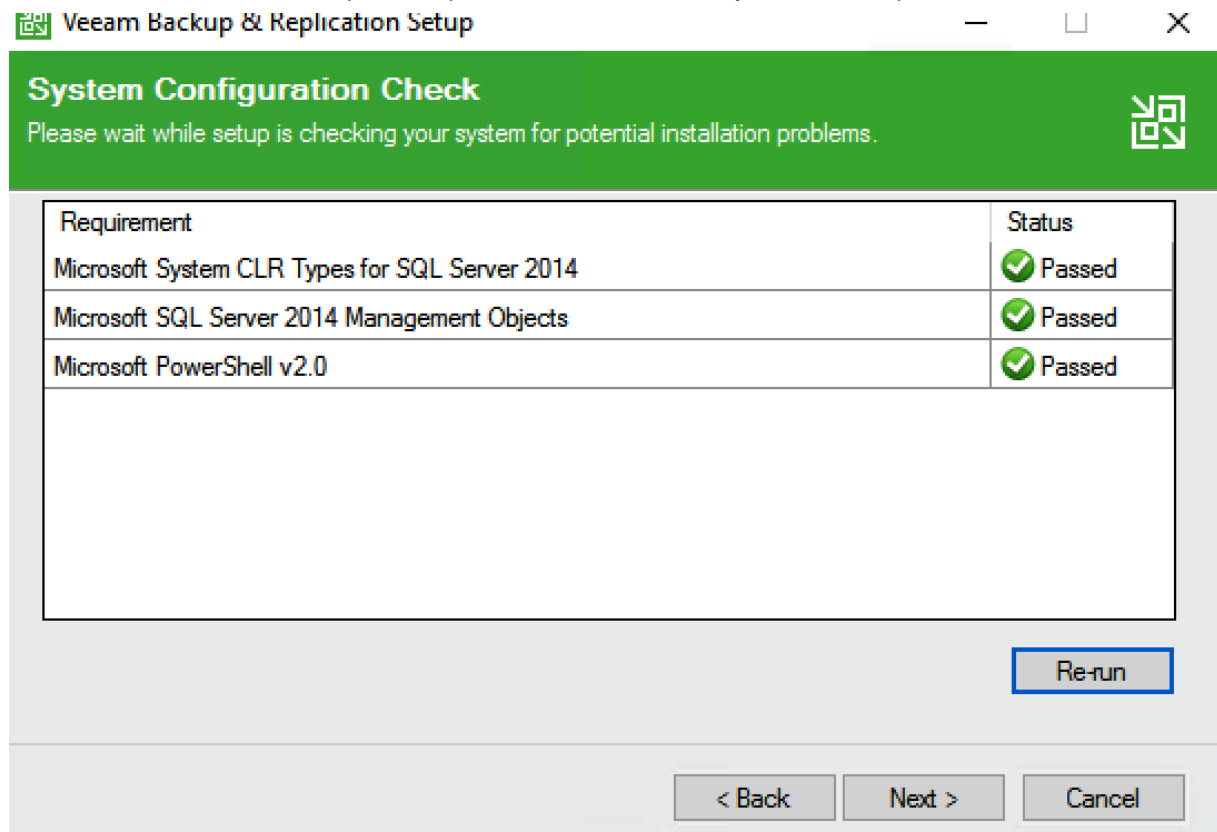 Veeam Backup & Replication Setup
System Configuration Check
Please wait while setup is checking your system for potential installation problems.
Requirement Status
Microsoft System CLR Types for SQL Server 2014 Passed
Microsoft SQL Server 2014 Management Objects Passed
Microsoft PowerShell v2.0 Passed
Re-run
< Back Next > Cancel